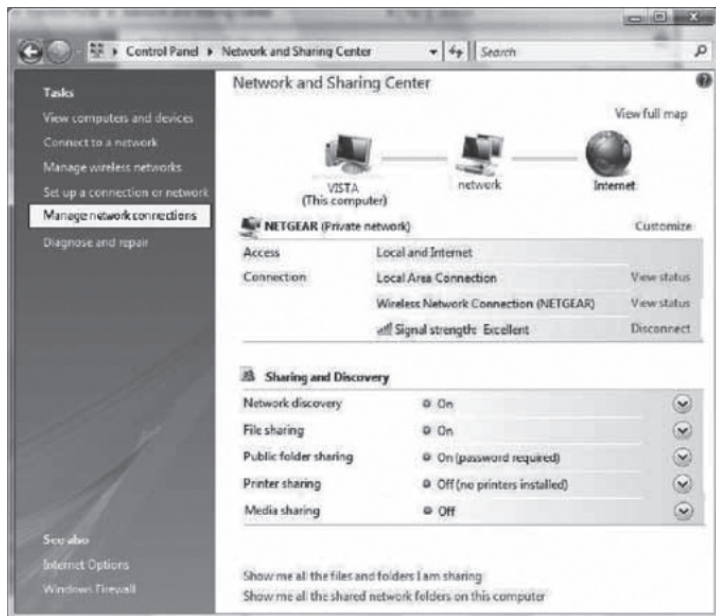 Control Panel ▸ Network and Sharing Center
Search
Tasks
View computers and devices
Connect to a network
Manage wireless networks
Set up a connection or network
Manage network connections
Diagnose and repair
See also
Internet Options
Windows Firewall
Network and Sharing Center
View full map
VISTA
(This computer)
network
Internet
NETGEAR (Private network) Customize
Access Local and Internet
Connection Local Area Connection View status
Wireless Network Connection (NETGEAR) View status
Signal strength: Excellent Disconnect
Sharing and Discovery
Network discovery On
File sharing On
Public folder sharing On (password required)
Printer sharing Off (no printers installed)
Media sharing Off
Show me all the files and folders I am sharing
Show me all the shared network folders on this computer